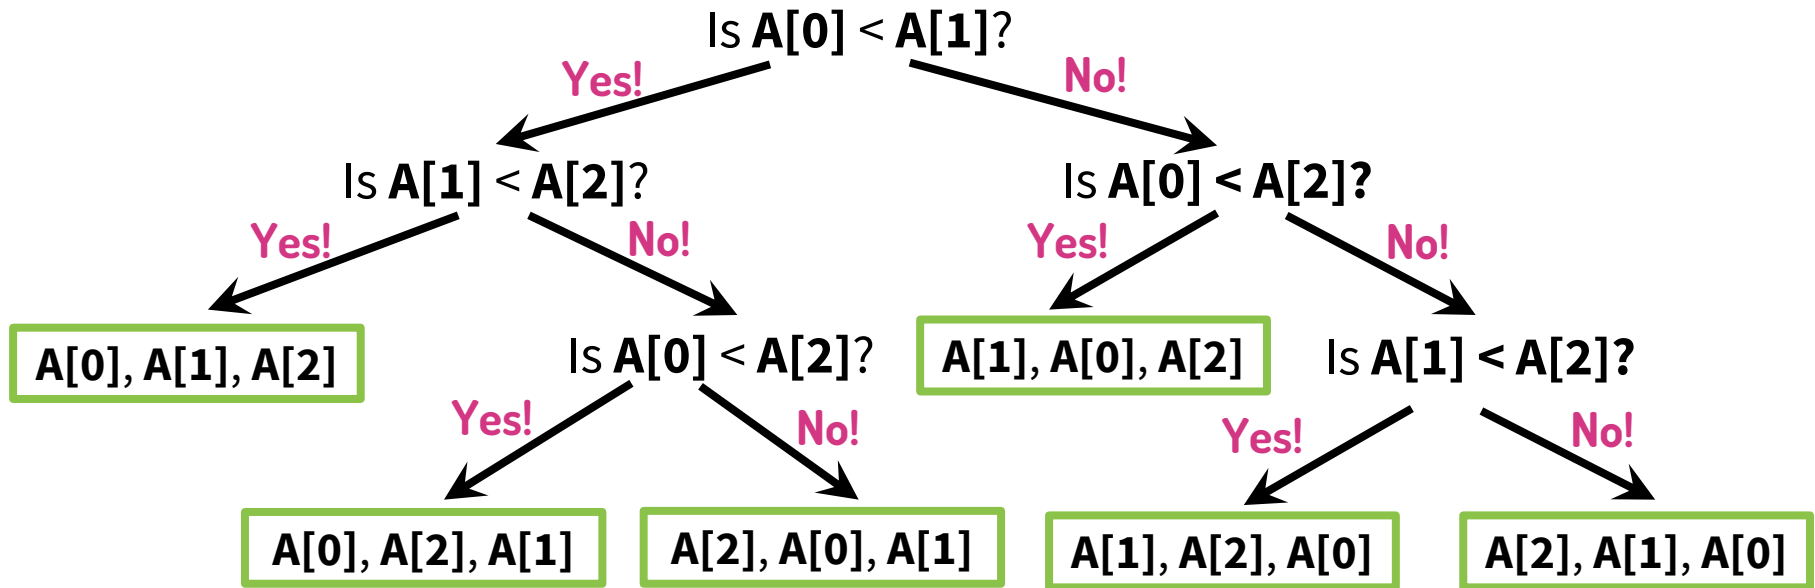 Is A[0] < A[1]?
Yes!
No!
Is A[1] < A[2]?
Is A[0] < A[2]?
Yes!
No!
Yes!
No!
A[0], A[1], A[2]
Is A[0] < A[2]?
A[1], A[0], A[2]
Is A[1] < A[2]?
Yes!
No!
Yes!
No!
A[0], A[2], A[1]
A[2], A[0], A[1]
A[1], A[2], A[0]
A[2], A[1], A[0]